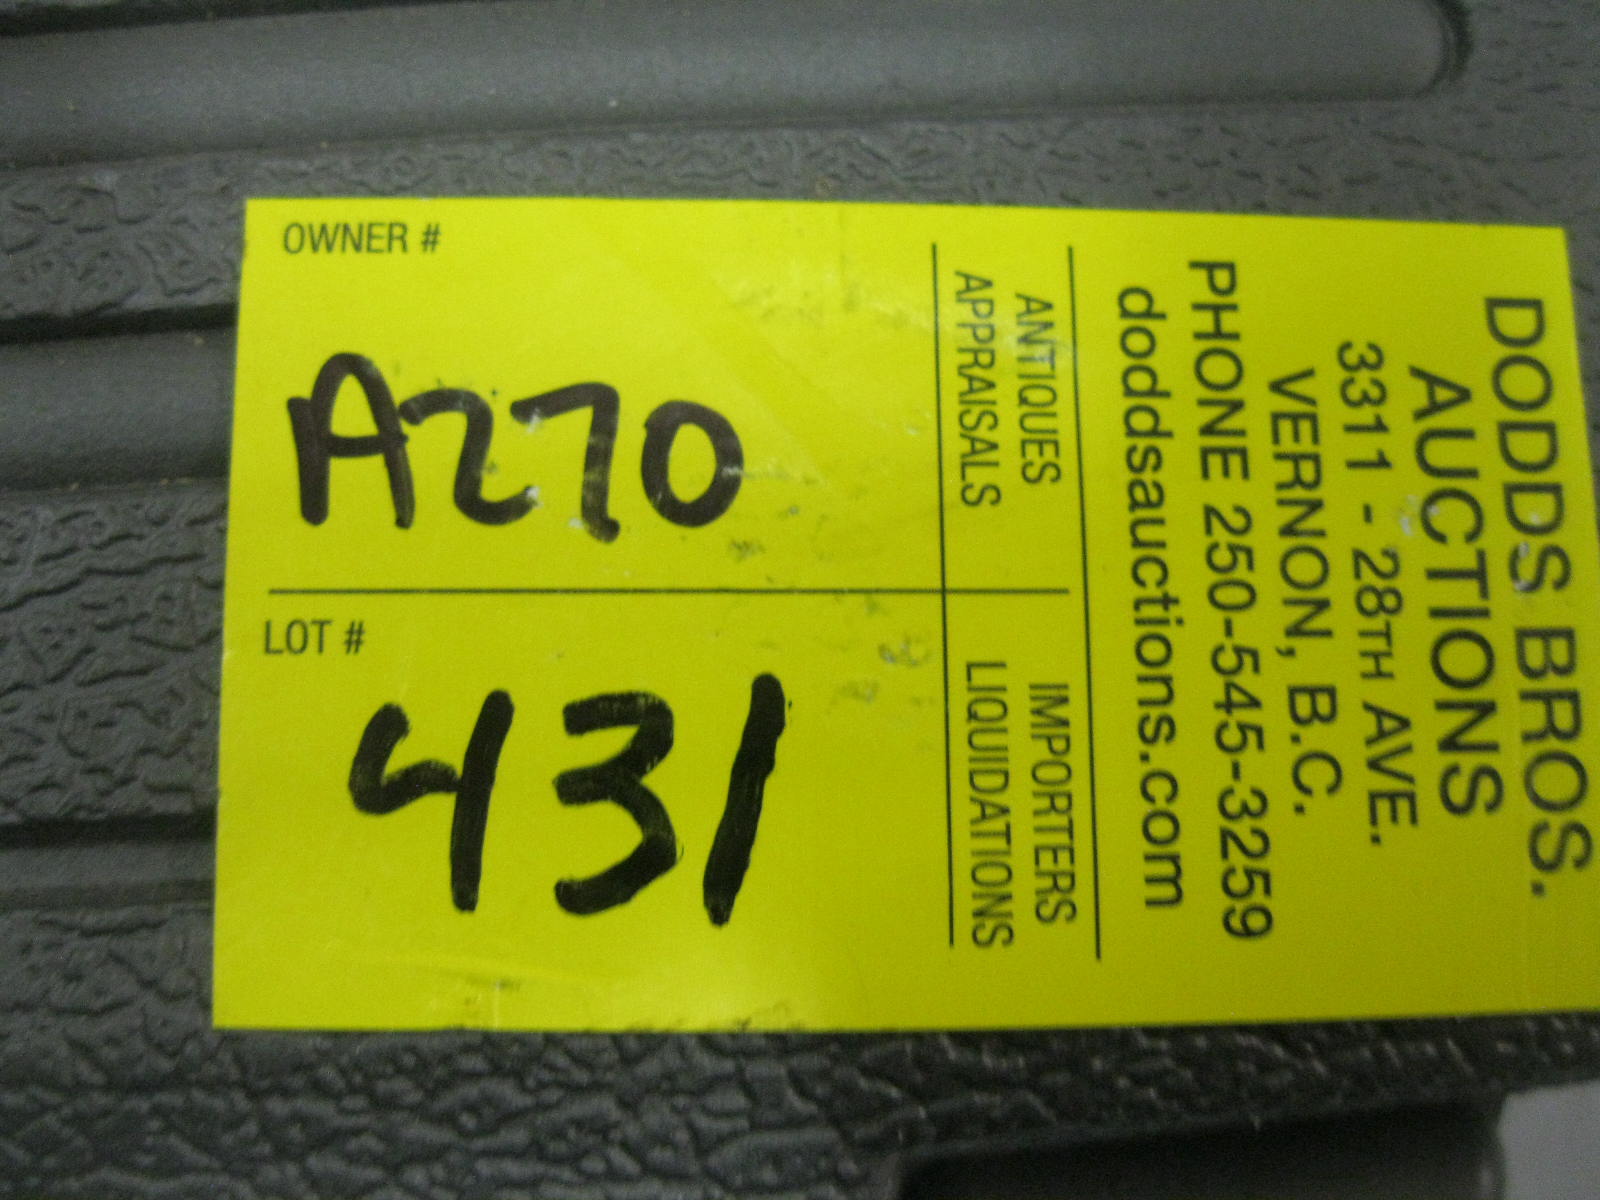 OWNER #
A270
LOT #
431
DODDS BROS.
AUCTIONS
3311 - 28TH AVE.
VERNON, B.C.
PHONE 250-545-3259
doddsauctions.com
ANTIQUES IMPORTERS
APPRAISALS LIQUIDATIONS